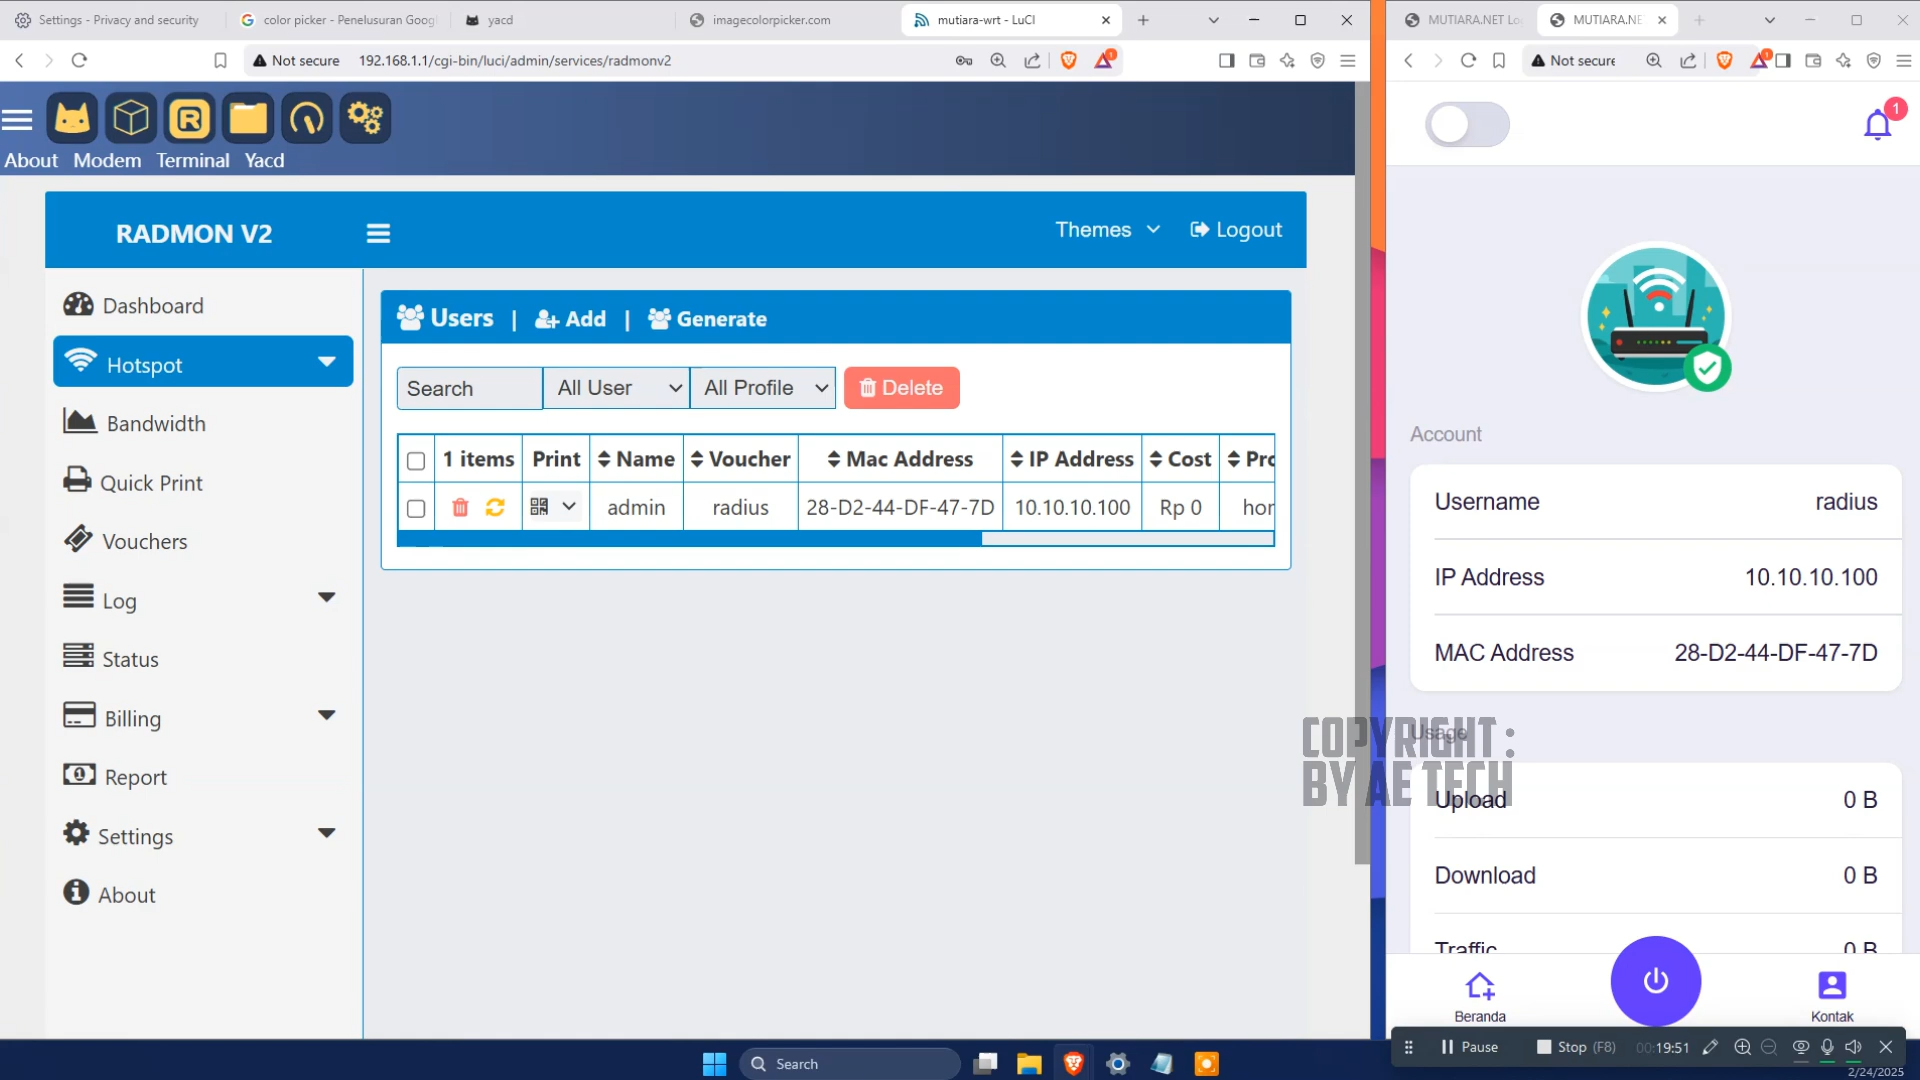 Settings - Privacy and security
color picker - Penelusuran Goog
yacd
imagecolorpicker.com
mutiara-wrt - LuCI
Not secure
192.168.1.1/cgi-bin/luci/admin/services/radmonv2
About
Modem
Terminal
Yacd
RADMON V2
Themes
Logout
Dashboard
Hotspot
Bandwidth
Quick Print
Vouchers
Log
Status
Billing
Report
Settings
About
Users | Add | Generate
Search
All User
All Profile
Delete
1 items Print Name Voucher Mac Address IP Address Cost Pro
admin radius 28-D2-44-DF-47-7D 10.10.10.100 Rp 0 hor
MUTIARA.NET Lo
MUTIARA.NE
Not secure
1
Account
Username radius
IP Address 10.10.10.100
MAC Address 28-D2-44-DF-47-7D
Usage
COPYRIGHT :
BY AE TECH
Upload 0 B
Download 0 B
Traffic 0 B
Beranda
Kontak
Pause
Stop (F8)
00:19:51
Search
2/24/2025